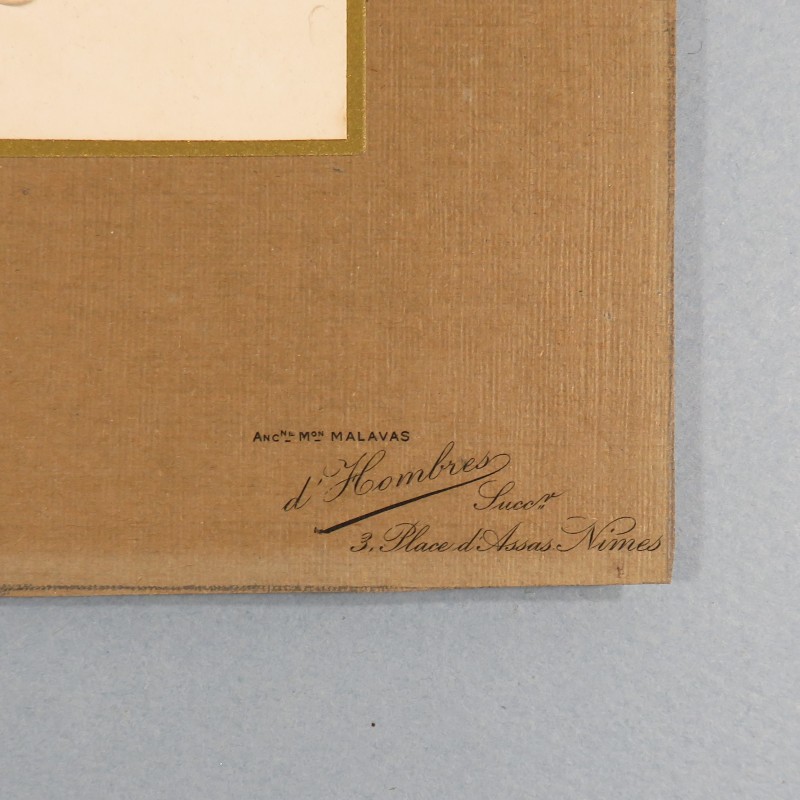 ANCNE MON MALAVAS
d'Hombres
Succr
3, Place d'Assas. Nimes